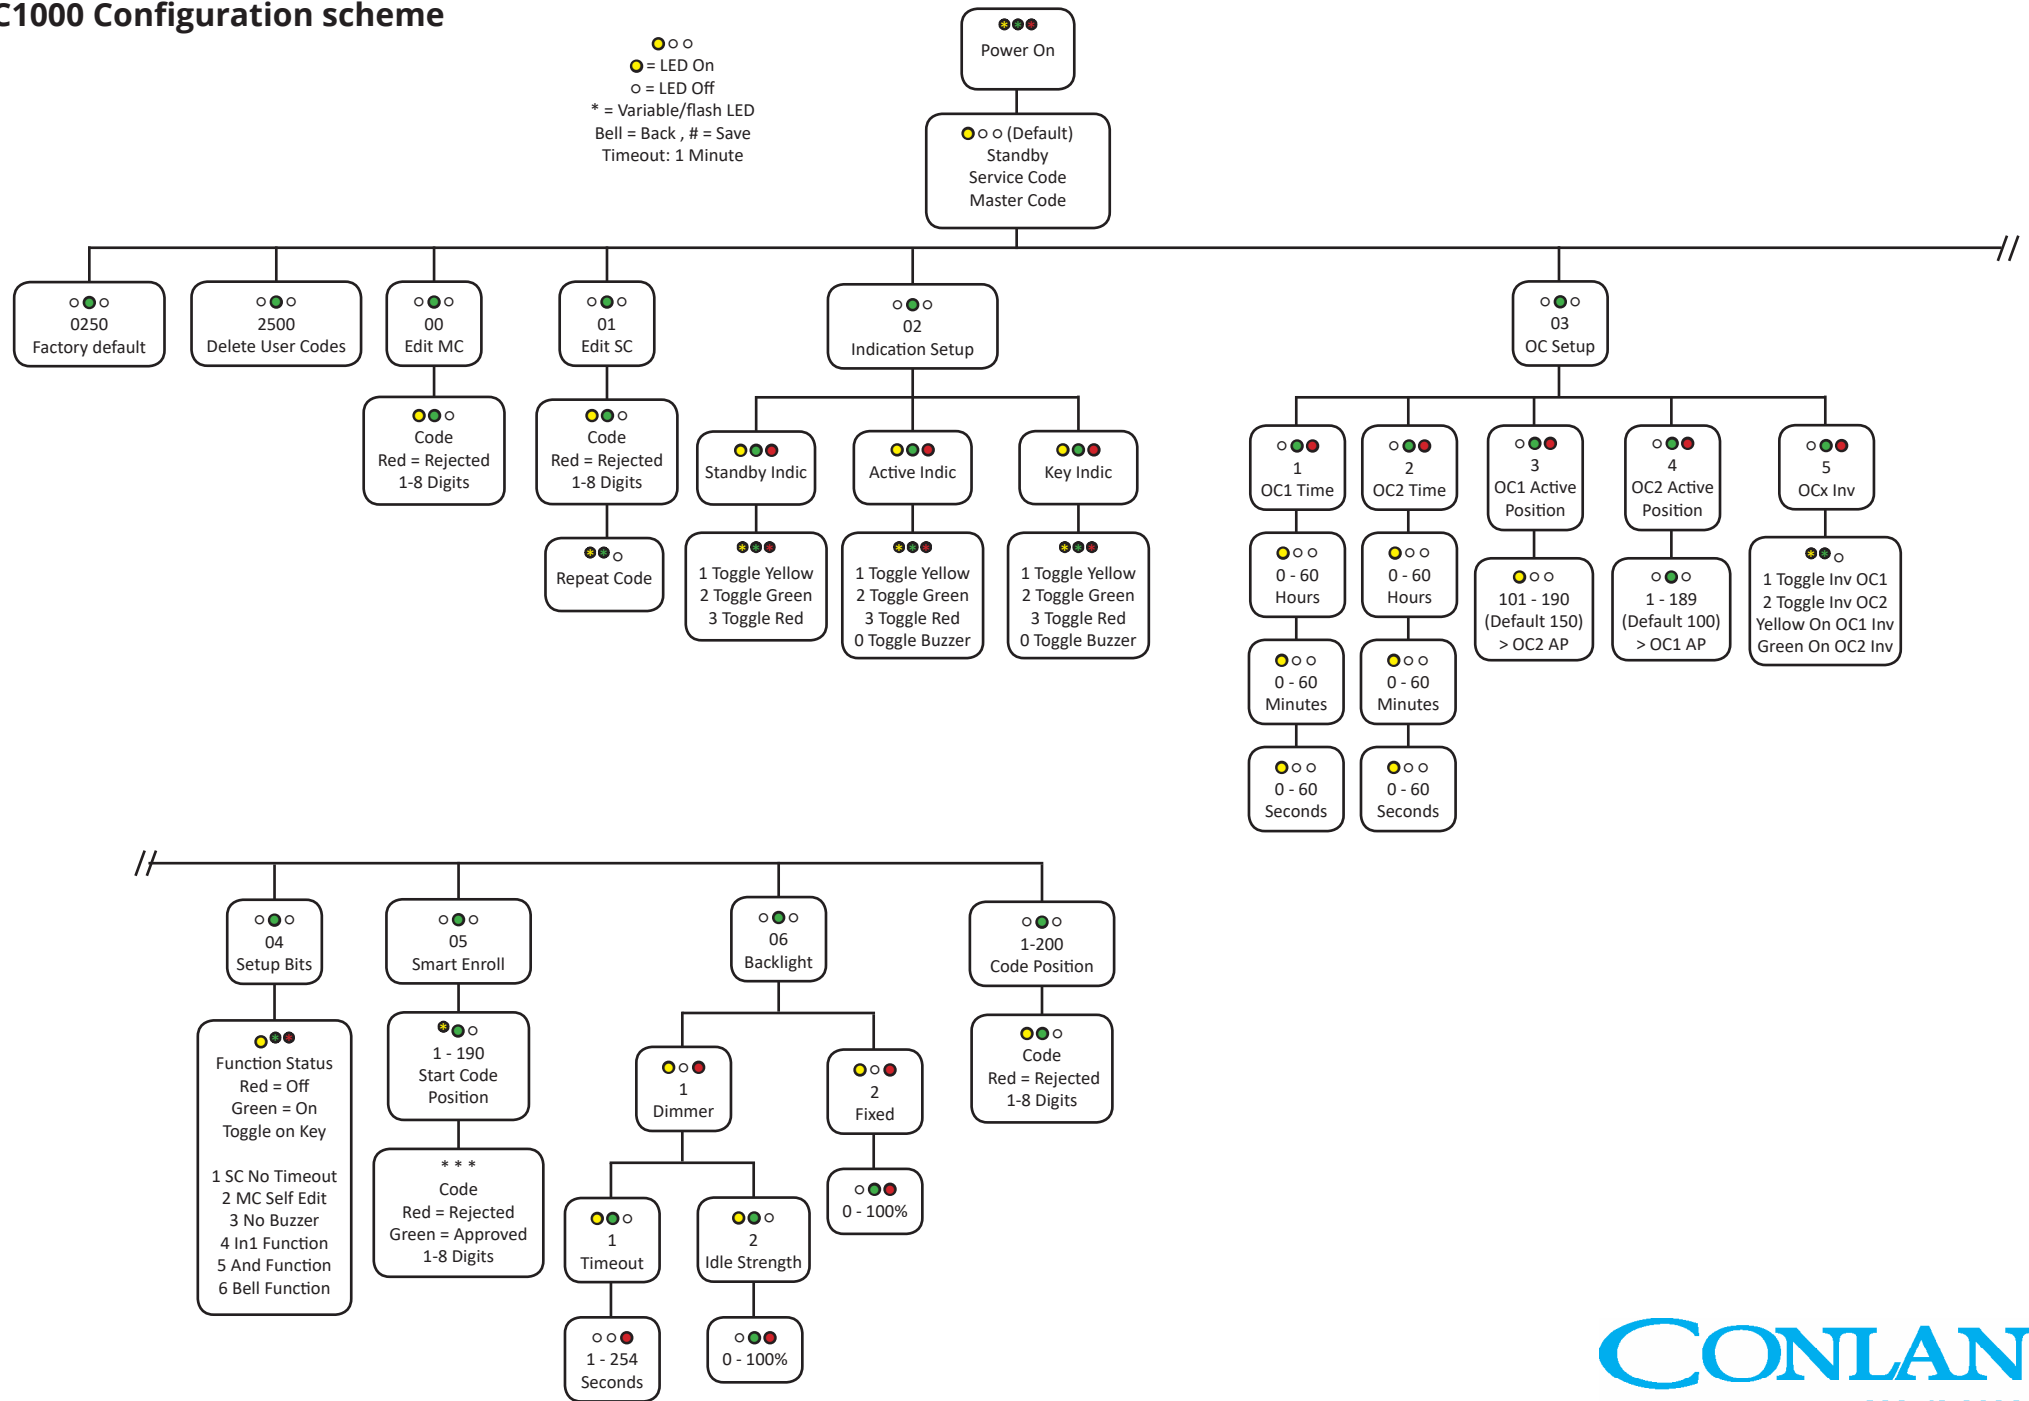 C1000 Configuration scheme
= LED On
= LED Off
* = Variable/flash LED
Bell = Back , # = Save
Timeout: 1 Minute
Power On
(Default)
Standby
Service Code
Master Code
0250
Factory default
2500
Delete User Codes
00
Edit MC
Code
Red = Rejected
1-8 Digits
01
Edit SC
Code
Red = Rejected
1-8 Digits
Repeat Code
02
Indication Setup
Standby Indic
1 Toggle Yellow
2 Toggle Green
3 Toggle Red
Active Indic
1 Toggle Yellow
2 Toggle Green
3 Toggle Red
0 Toggle Buzzer
Key Indic
1 Toggle Yellow
2 Toggle Green
3 Toggle Red
0 Toggle Buzzer
03
OC Setup
1
OC1 Time
0 - 60
Hours
0 - 60
Minutes
0 - 60
Seconds
2
OC2 Time
0 - 60
Hours
0 - 60
Minutes
0 - 60
Seconds
3
OC1 Active
Position
101 - 190
(Default 150)
> OC2 AP
4
OC2 Active
Position
1 - 189
(Default 100)
> OC1 AP
5
OCx Inv
1 Toggle Inv OC1
2 Toggle Inv OC2
Yellow On OC1 Inv
Green On OC2 Inv
04
Setup Bits
Function Status
Red = Off
Green = On
Toggle on Key
1 SC No Timeout
2 MC Self Edit
3 No Buzzer
4 In1 Function
5 And Function
6 Bell Function
05
Smart Enroll
1 - 190
Start Code
Position
* * *
Code
Red = Rejected
Green = Approved
1-8 Digits
06
Backlight
1
Dimmer
1
Timeout
1 - 254
Seconds
2
Idle Strength
0 - 100%
2
Fixed
0 - 100%
1-200
Code Position
Code
Red = Rejected
1-8 Digits
CONLAN